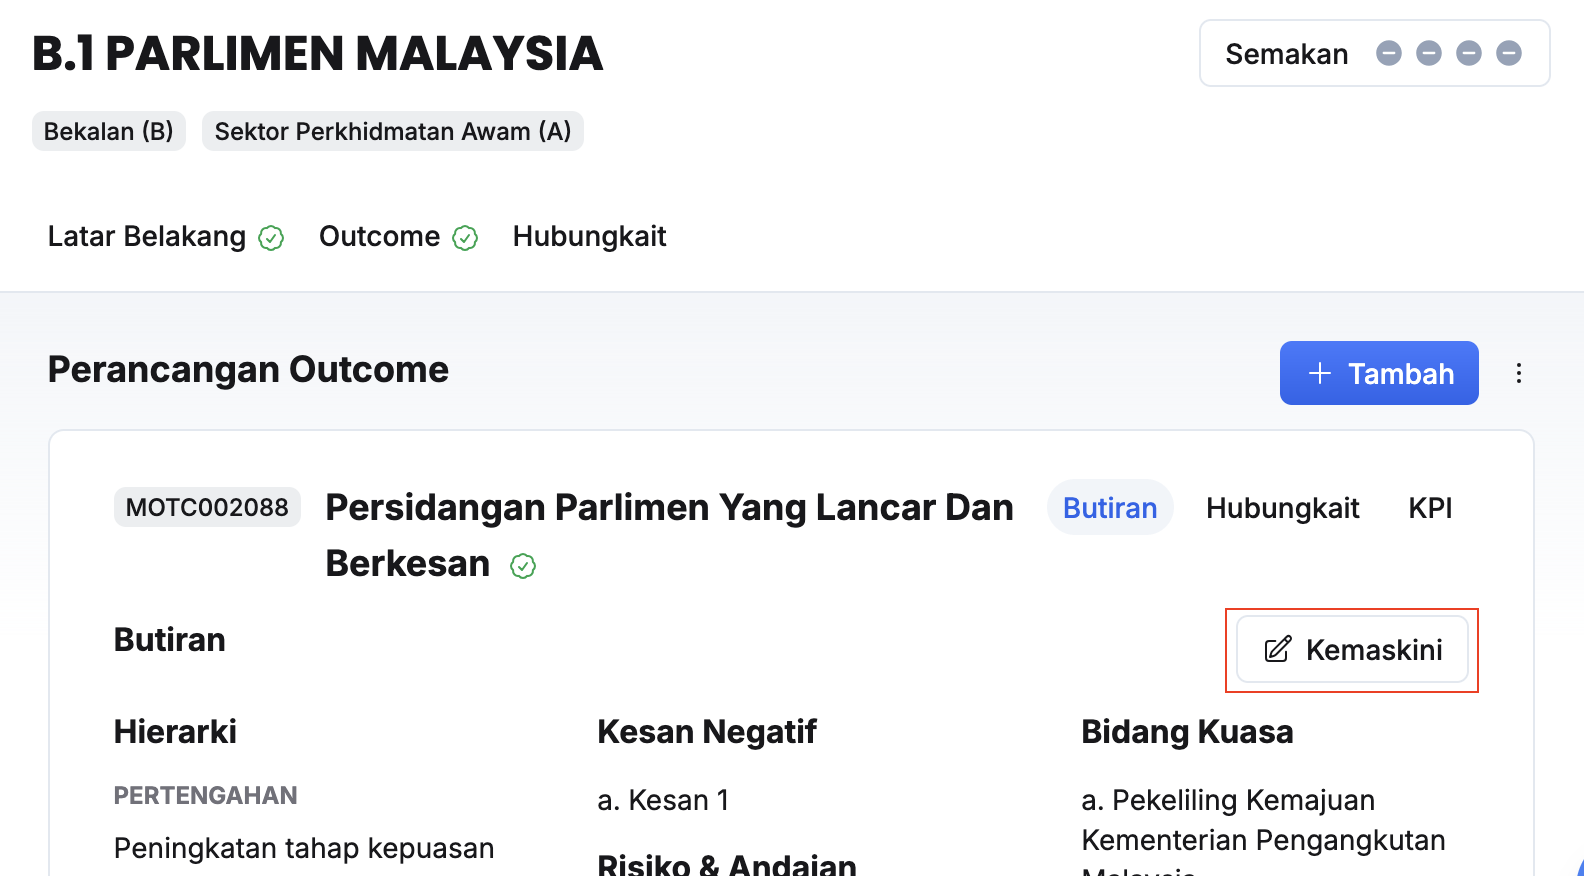 B.1 PARLIMEN MALAYSIA
Semakan
Bekalan (B)
Sektor Perkhidmatan Awam (A)
Latar Belakang
Outcome
Hubungkait
Perancangan Outcome
+ Tambah
MOTC002088
Persidangan Parlimen Yang Lancar Dan
Berkesan
Butiran
Hubungkait
KPI
Butiran
Kemaskini
Hierarki
PERTENGAHAN
Peningkatan tahap kepuasan
Kesan Negatif
a. Kesan 1
Risiko & Andaian
Bidang Kuasa
a. Pekeliling Kemajuan
Kementerian Pengangkutan
Malaysia